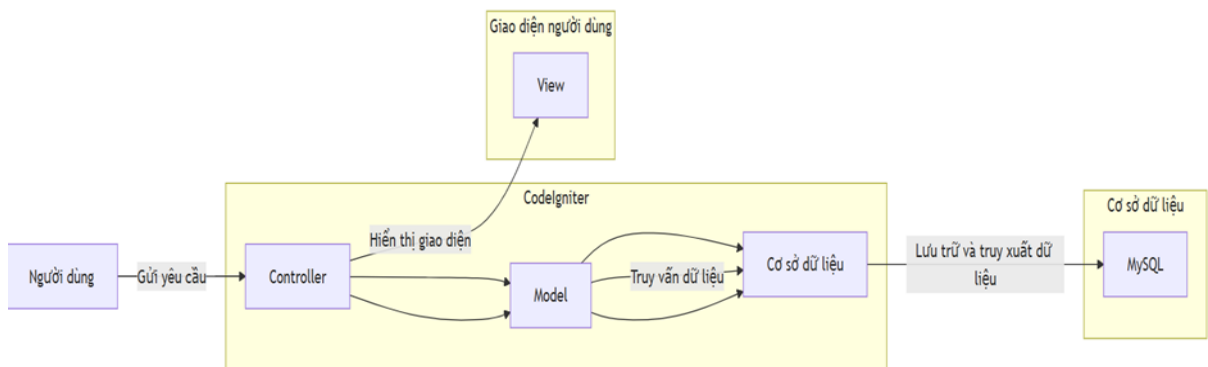 Giao diện người dùng
View
CodeIgniter
Cơ sở dữ liệu
Hiển thị giao diện
Người dùng
Gửi yêu cầu
Controller
Model
Truy vấn dữ liệu
Cơ sở dữ liệu
Lưu trữ và truy xuất dữ
liệu
MySQL